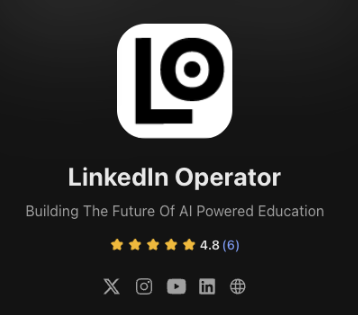 LO
LinkedIn Operator
Building The Future Of AI Powered Education
4.8 (6)